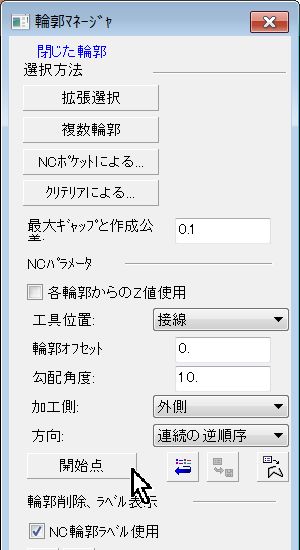 輪郭ﾏﾈｰｼﾞｬ
閉じた輪郭
選択方法
拡張選択
複数輪郭
NCﾎﾟｹｯﾄによる...
ｸﾘﾃﾘｱによる...
最大ｷﾞｬｯﾌﾟと作成公
差:
0.1
NCﾊﾟﾗﾒｰﾀ
各輪郭からのZ値使用
工具位置: 接線
輪郭ｵﾌｾｯﾄ 0.
勾配角度: 10.
加工側: 外側
方向: 連続の逆順序
開始点
輪郭削除、ﾗﾍﾞﾙ表示
NC輪郭ﾗﾍﾞﾙ使用